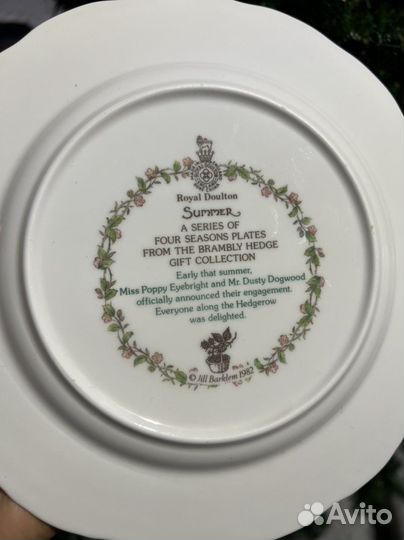 Royal Doulton
Summer
A SERIES OF
FOUR SEASONS PLATES
FROM THE BRAMBLY HEDGE
GIFT COLLECTION
Early that summer,
Miss Poppy Eyebright and Mr. Dusty Dogwood
officially announced their engagement.
Everyone along the Hedgerow
was delighted.
© Jill Barklem 1982
Avito